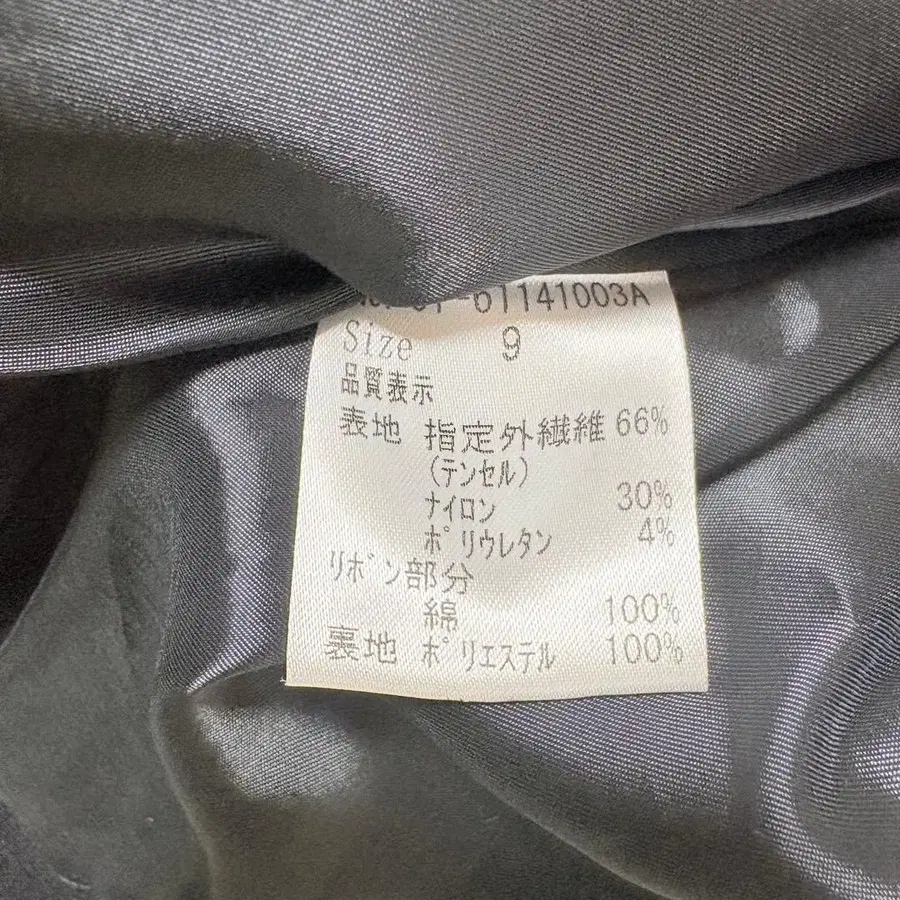 61141003A
Size 9
品質表示
表地 指定外繊維 66%
(テンセル)
ナイロン 30%
ポリウレタン 4%
リボン部分
綿 100%
裏地 ポリエステル 100%